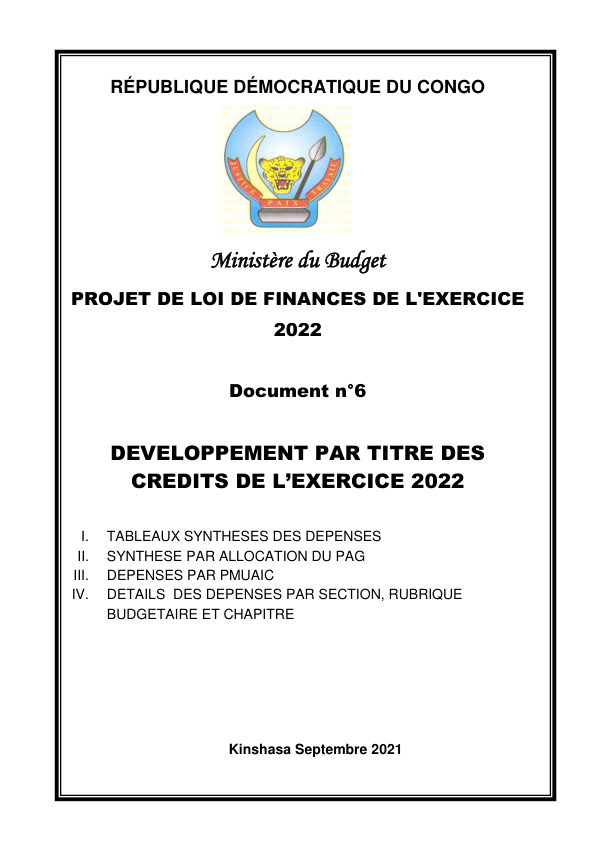 RÉPUBLIQUE DÉMOCRATIQUE DU CONGO
JUSTICE PAIX TRAVAIL
Ministère du Budget
PROJET DE LOI DE FINANCES DE L'EXERCICE
2022
Document n°6
DEVELOPPEMENT PAR TITRE DES
CREDITS DE L’EXERCICE 2022
I. TABLEAUX SYNTHESES DES DEPENSES
II. SYNTHESE PAR ALLOCATION DU PAG
III. DEPENSES PAR PMUAIC
IV. DETAILS DES DEPENSES PAR SECTION, RUBRIQUE
BUDGETAIRE ET CHAPITRE
Kinshasa Septembre 2021